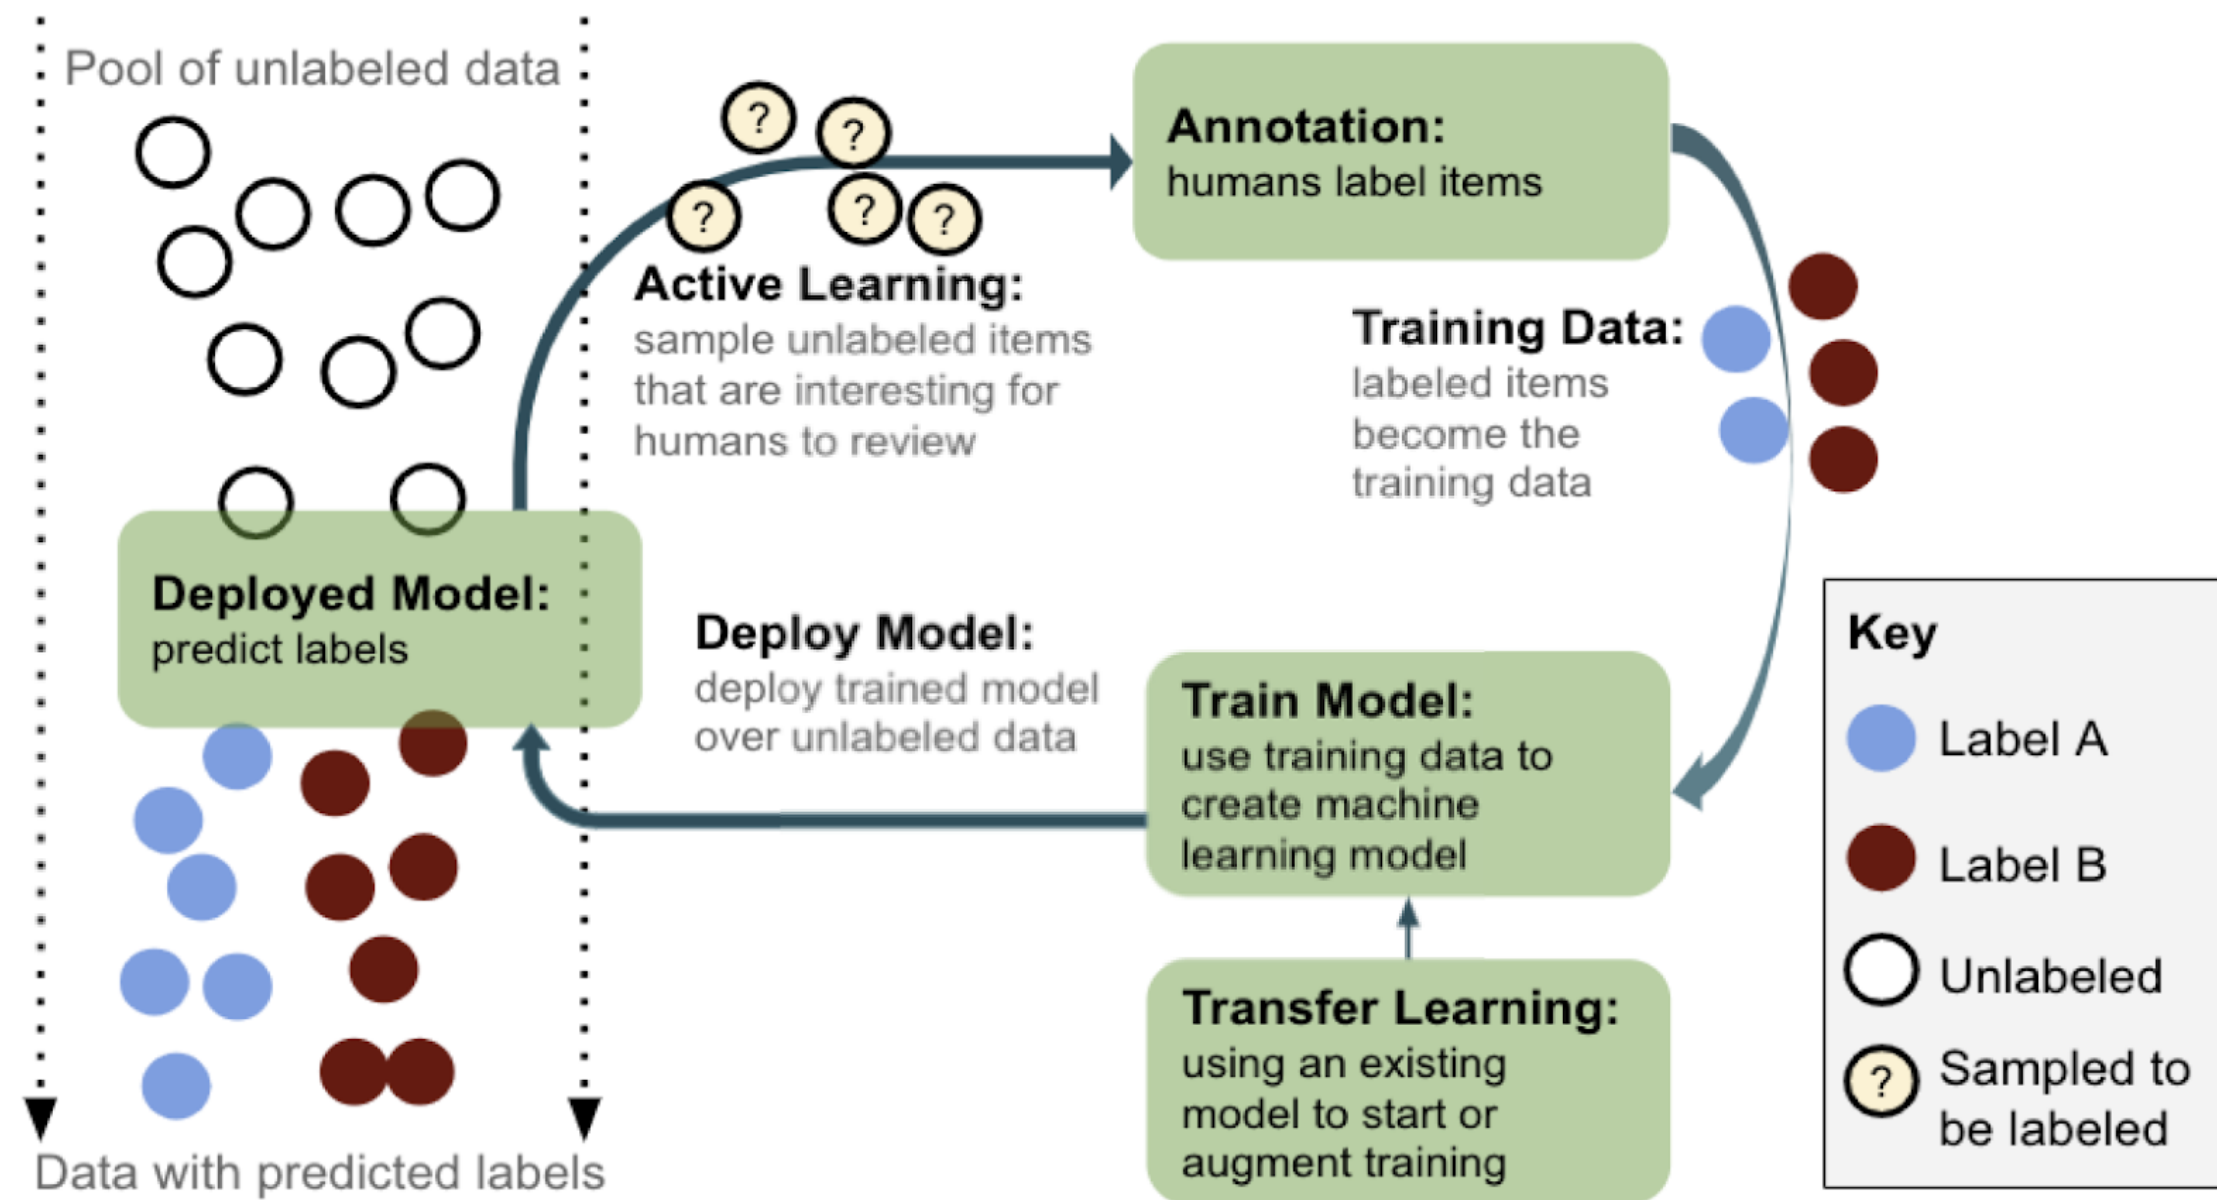 Pool of unlabeled data
?
?
?
?
?
Active Learning:
sample unlabeled items
that are interesting for
humans to review
Annotation:
humans label items
Training Data:
labeled items
become the
training data
Deployed Model:
predict labels
Deploy Model:
deploy trained model
over unlabeled data
Train Model:
use training data to
create machine
learning model
Transfer Learning:
using an existing
model to start or
augment training
Data with predicted labels
Key
Label A
Label B
Unlabeled
?
Sampled to
be labeled